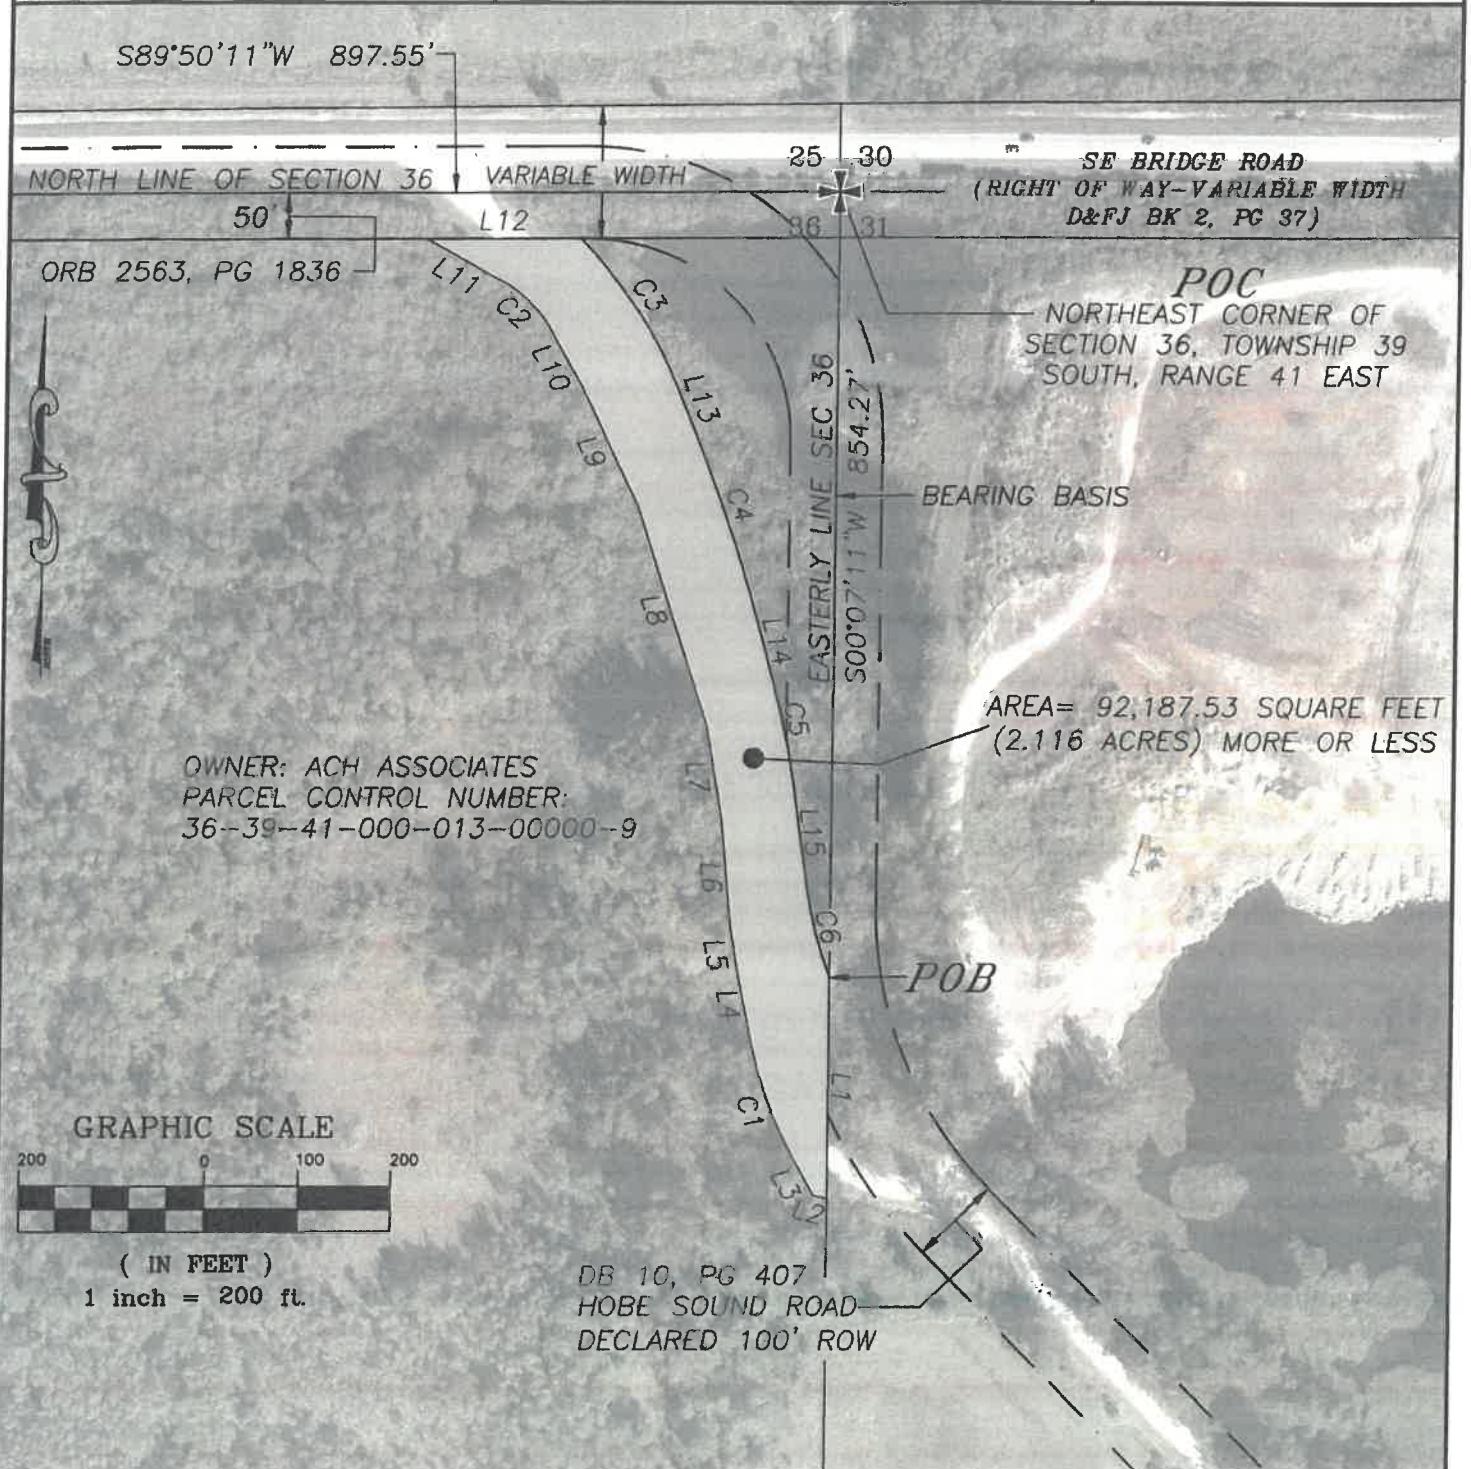 S89°50'11"W 897.55'
25 30
NORTH LINE OF SECTION 36
VARIABLE WIDTH
SE BRIDGE ROAD
(RIGHT OF WAY-VARIABLE WIDTH
D&FJ BK 2, PG 37)
50'
L12
36 31
ORB 2563, PG 1836
L11
C2
C3
L10
L13
POC
NORTHEAST CORNER OF
SECTION 36, TOWNSHIP 39
SOUTH, RANGE 41 EAST
EASTERLY LINE SEC 36
S00°07'11"W 854.27'
L9
C4
BEARING BASIS
L8
L14
C5
AREA= 92,187.53 SQUARE FEET
(2.116 ACRES) MORE OR LESS
OWNER: ACH ASSOCIATES
PARCEL CONTROL NUMBER:
36--39-41-000-013-00000--9
L7
L15
L6
C6
L5
L4
POB
L1
C1
L3
L2
GRAPHIC SCALE
200 0 100 200
( IN FEET )
1 inch = 200 ft.
DB 10, PG 407
HOBE SOUND ROAD
DECLARED 100' ROW